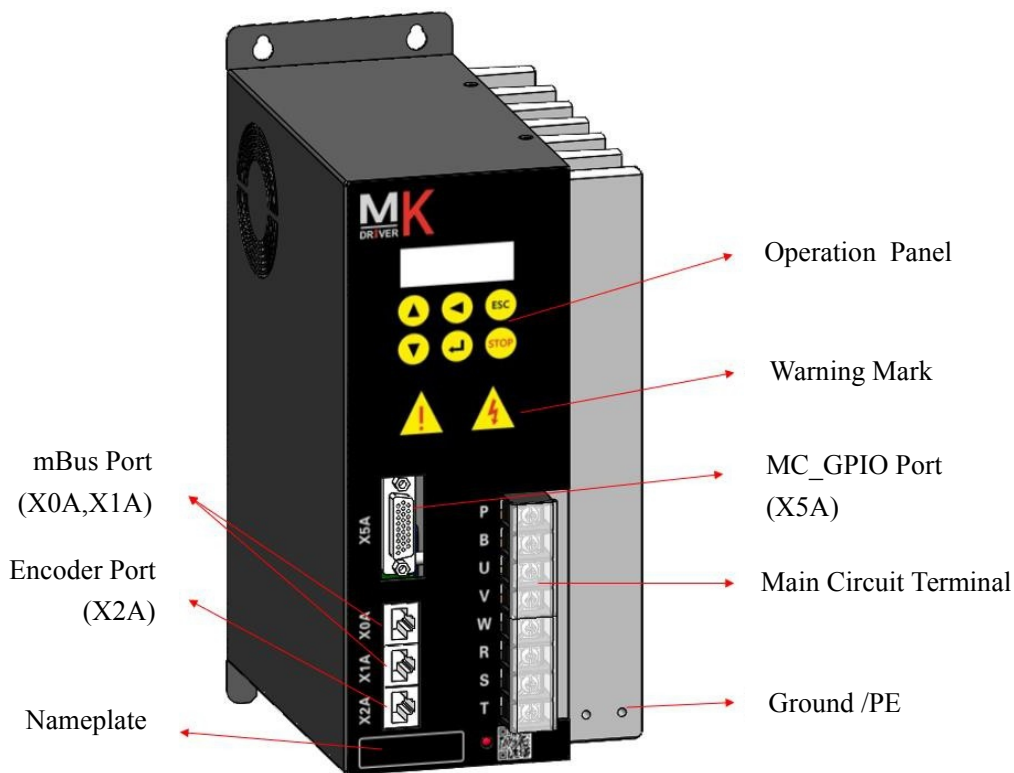 MK
DRIVER
ESC
STOP
Operation Panel
Warning Mark
mBus Port
(X0A,X1A)
MC_GPIO Port
(X5A)
X5A
P
B
U
V
W
R
S
T
Encoder Port
(X2A)
Main Circuit Terminal
X0A
X1A
X2A
Nameplate
Ground /PE